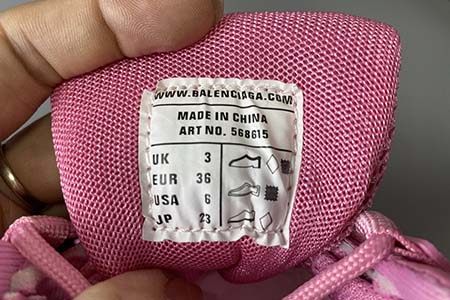 WWW.BALENCIAGA.COM
MADE IN CHINA
ART NO. 568615
UK 3
EUR 36
USA 6
JP 23